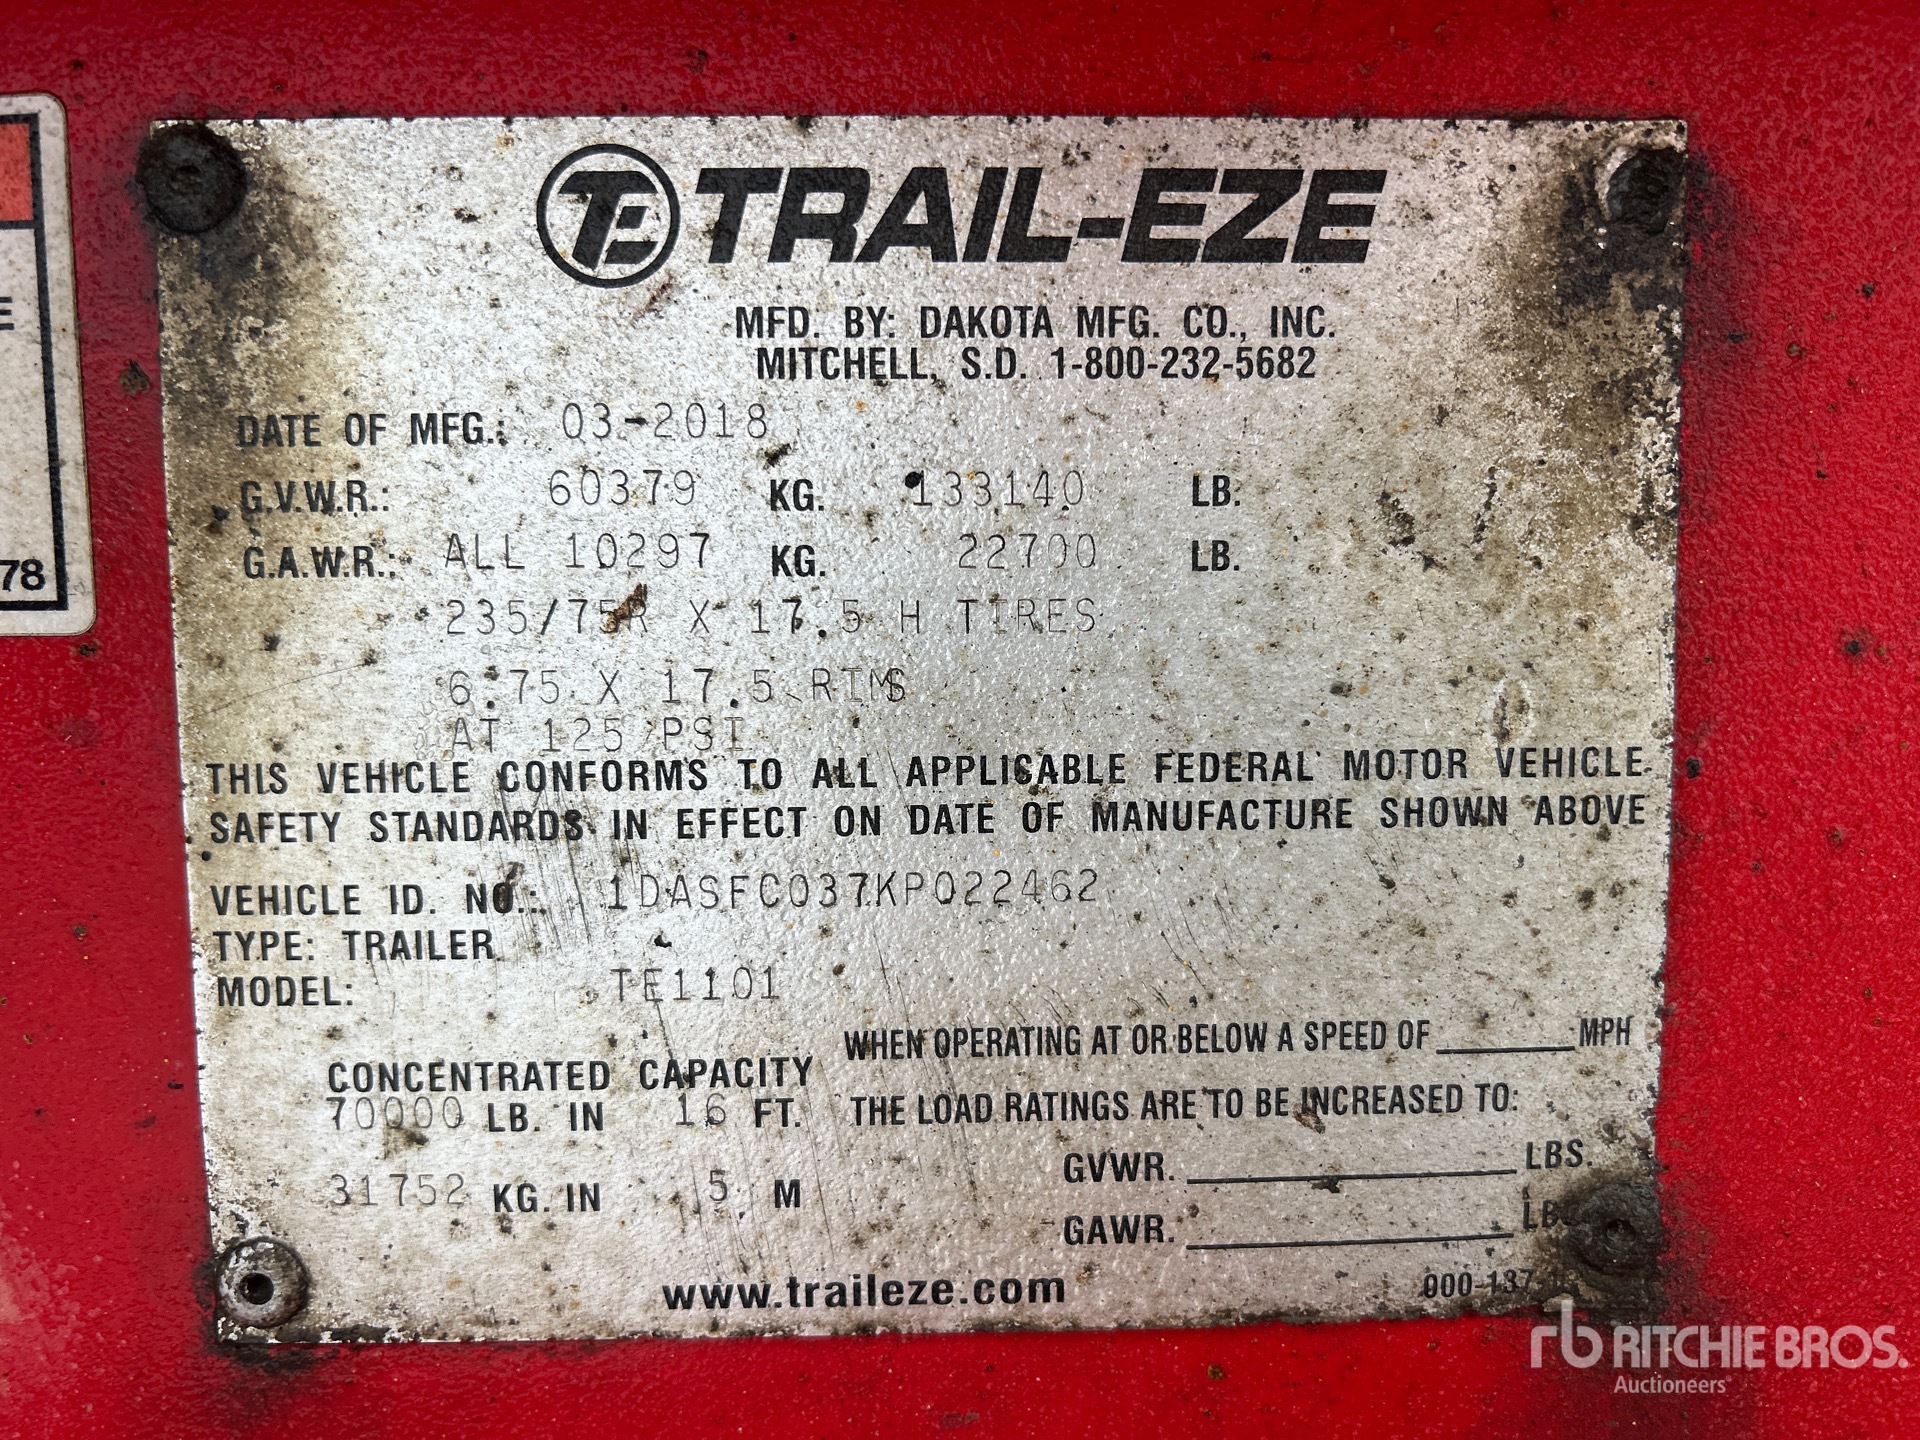 TE TRAIL-EZE
MFD. BY: DAKOTA MFG. CO., INC.
MITCHELL, S.D. 1-800-232-5682
DATE OF MFG.: 03-2018
G.V.W.R.: 60379 KG. 133140 LB.
G.A.W.R.: ALL 10297 KG. 22700 LB.
235/75R X 17.5 H TIRES
6.75 X 17.5 RIMS
AT 125 PSI
THIS VEHICLE CONFORMS TO ALL APPLICABLE FEDERAL MOTOR VEHICLE
SAFETY STANDARDS IN EFFECT ON DATE OF MANUFACTURE SHOWN ABOVE
VEHICLE ID. NO.: 1DASFC037KP022462
TYPE: TRAILER
MODEL: TE1101
WHEN OPERATING AT OR BELOW A SPEED OF MPH
CONCENTRATED CAPACITY
70000 LB. IN 16 FT. THE LOAD RATINGS ARE TO BE INCREASED TO:
GVWR. LBS.
31752 KG. IN 5 M
GAWR.
www.traileze.com
E
78
rb RITCHIE BROS.
Auctioneers